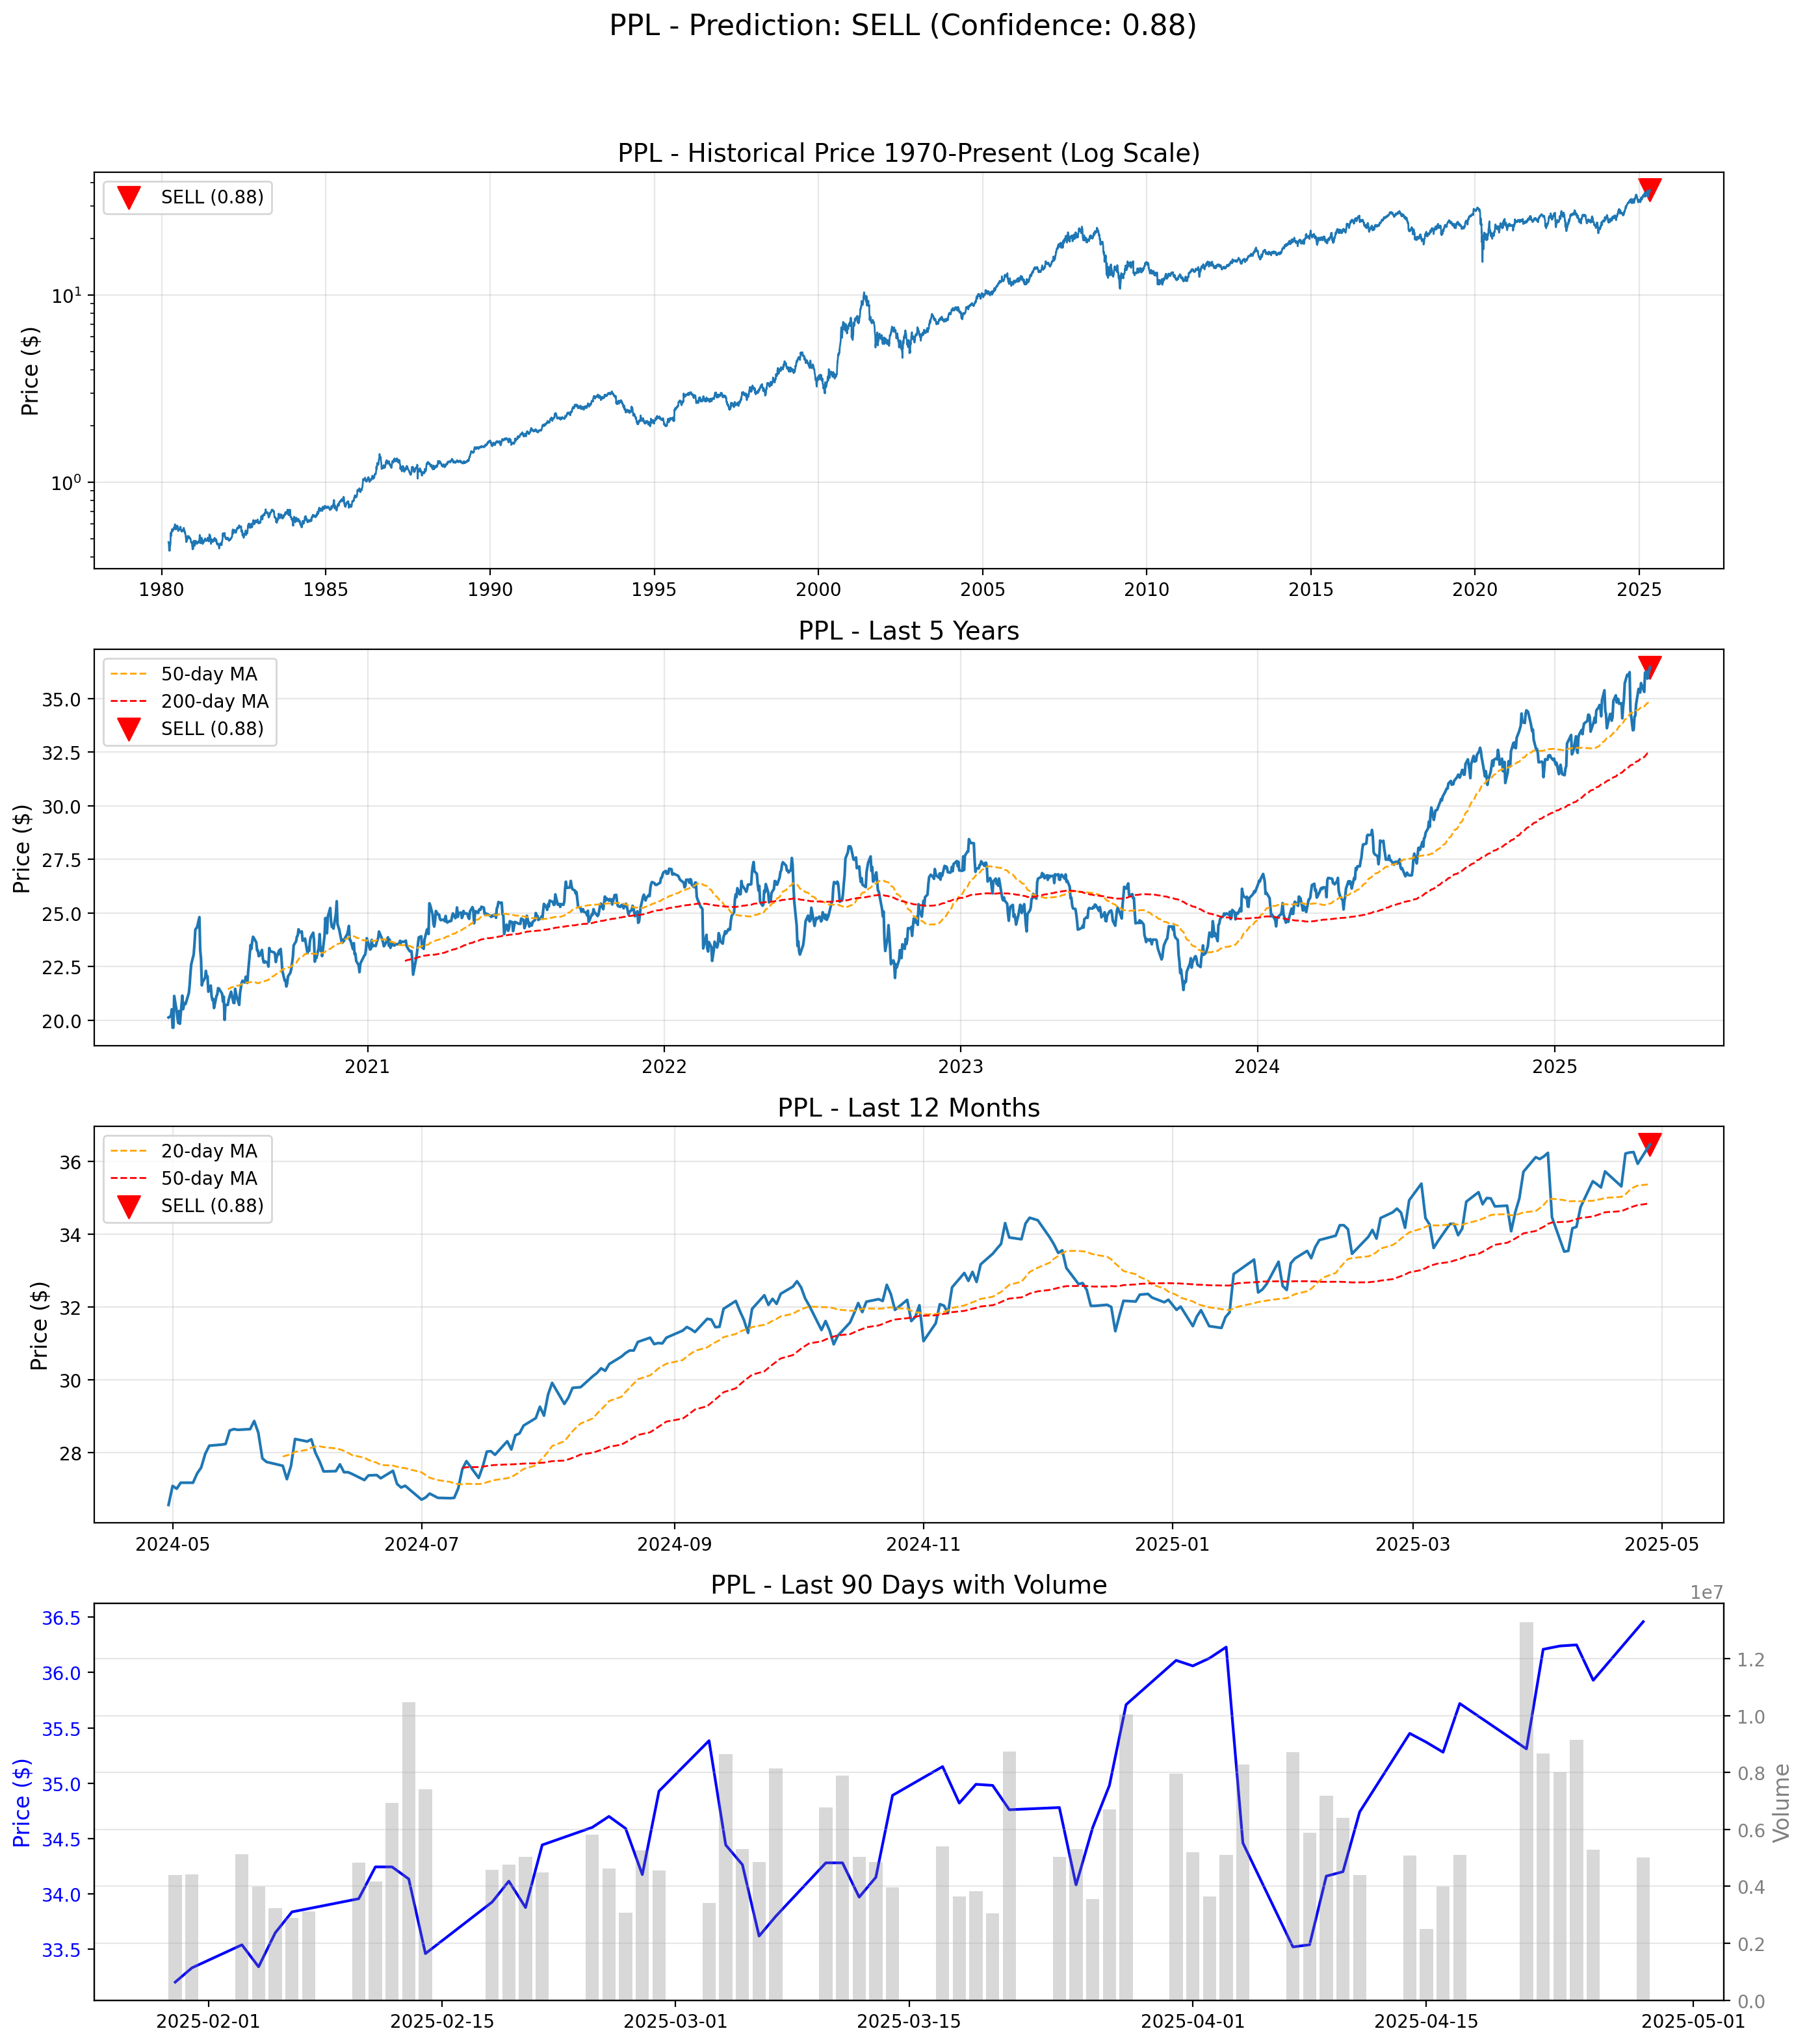 PPL - Prediction: SELL (Confidence: 0.88)
PPL - Historical Price 1970-Present (Log Scale)
SELL (0.88)
Price ($)
10¹
10⁰
1980 1985 1990 1995 2000 2005 2010 2015 2020 2025
PPL - Last 5 Years
50-day MA
200-day MA
SELL (0.88)
Price ($)
35.0
32.5
30.0
27.5
25.0
22.5
20.0
2021 2022 2023 2024 2025
PPL - Last 12 Months
20-day MA
50-day MA
SELL (0.88)
Price ($)
36
34
32
30
28
2024-05 2024-07 2024-09 2024-11 2025-01 2025-03 2025-05
PPL - Last 90 Days with Volume
1e7
Price ($)
36.5
36.0
35.5
35.0
34.5
34.0
33.5
1.2
1.0
0.8
0.6
0.4
0.2
0.0
Volume
2025-02-01 2025-02-15 2025-03-01 2025-03-15 2025-04-01 2025-04-15 2025-05-01